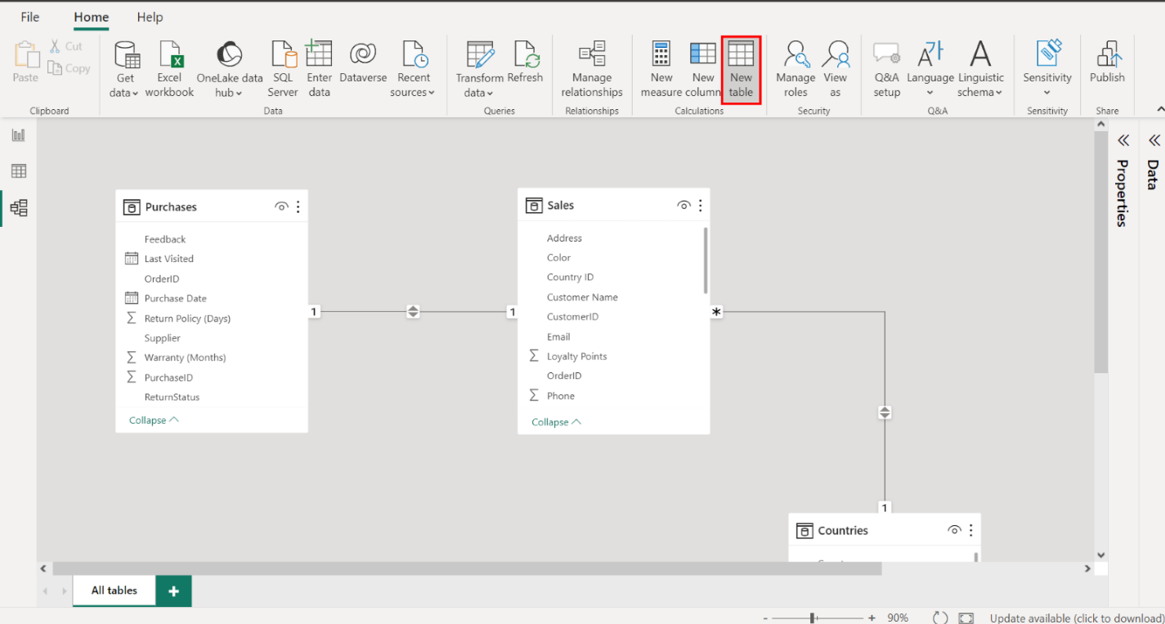 File Home Help
Paste
Cut
Copy
Get data
Excel workbook
OneLake data hub
SQL Server
Enter data
Dataverse
Recent sources
Transform data
Refresh
Manage relationships
New measure
New column
New table
Manage roles
View as
Q&A setup
Language
Linguistic schema
Sensitivity
Publish
Clipboard Data Queries Relationships Calculations Security Q&A Sensitivity Share
Purchases
Feedback
Last Visited
OrderID
Purchase Date
Return Policy (Days)
Supplier
Warranty (Months)
PurchaseID
ReturnStatus
Collapse
1
1
Sales
Address
Color
Country ID
Customer Name
CustomerID
Email
Loyalty Points
OrderID
Phone
Collapse
*
1
Countries
Properties
Data
All tables
+
- + 90%
Update available (click to download)